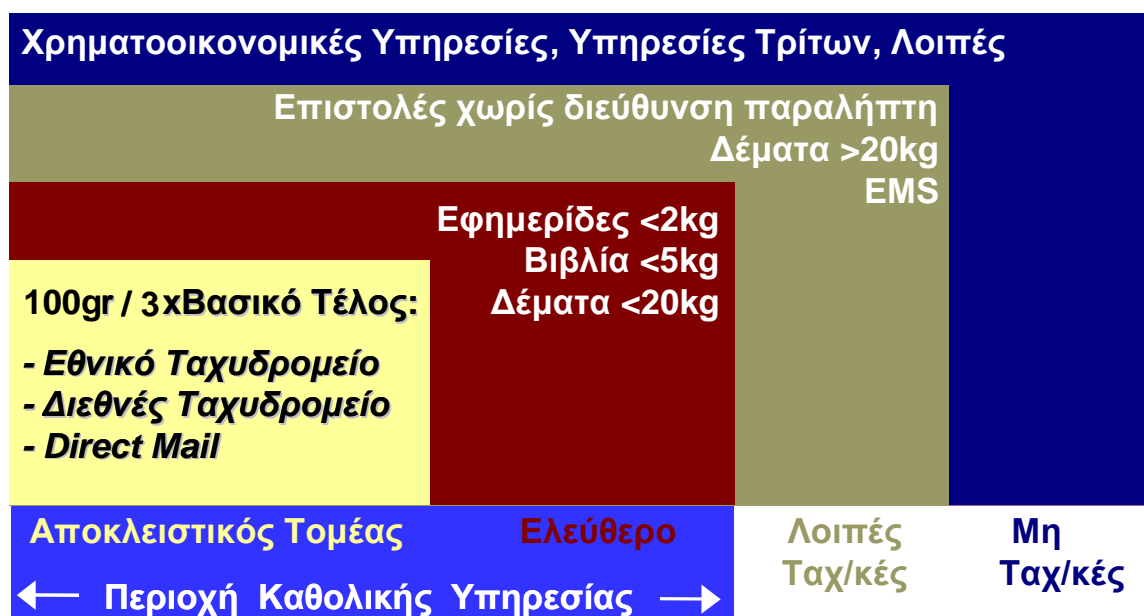 Χρηματοοικονομικές Υπηρεσίες, Υπηρεσίες Τρίτων, Λοιπές
Επιστολές χωρίς διεύθυνση παραλήπτη
Δέματα >20kg
EMS
Εφημερίδες <2kg
Βιβλία <5kg
Δέματα <20kg
100gr / 3xΒασικό Τέλος:
- Εθνικό Ταχυδρομείο
- Διεθνές Ταχυδρομείο
- Direct Mail
Αποκλειστικός Τομέας
Ελεύθερο
Λοιπές
Ταχ/κές
Μη
Ταχ/κές
Περιοχή Καθολικής Υπηρεσίας